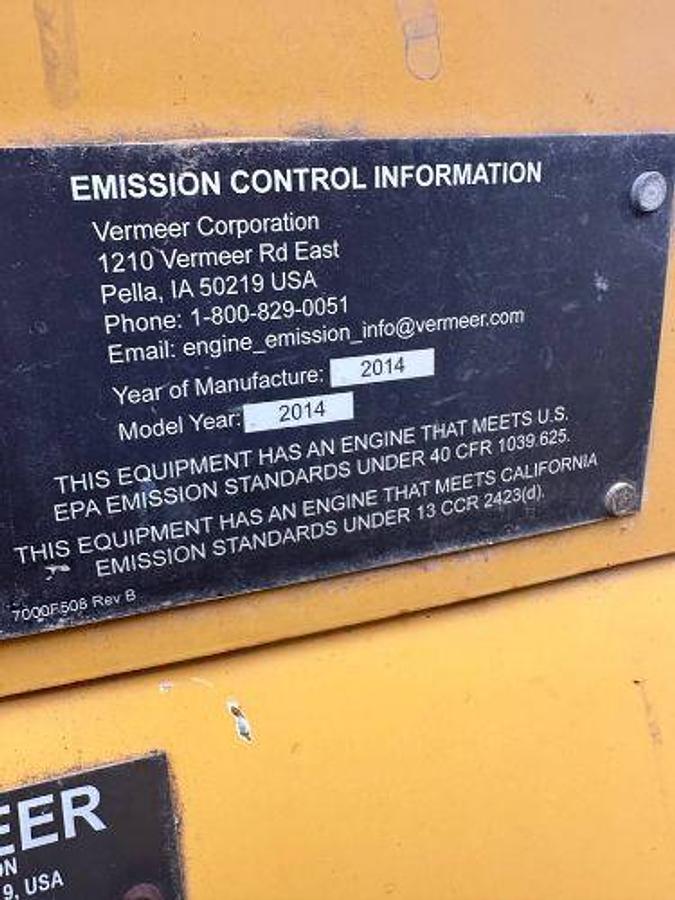 EMISSION CONTROL INFORMATION
Vermeer Corporation
1210 Vermeer Rd East
Pella, IA 50219 USA
Phone: 1-800-829-0051
Email: engine_emission_info@vermeer.com
Year of Manufacture: 2014
Model Year: 2014
THIS EQUIPMENT HAS AN ENGINE THAT MEETS U.S.
EPA EMISSION STANDARDS UNDER 40 CFR 1039.625.
THIS EQUIPMENT HAS AN ENGINE THAT MEETS CALIFORNIA
EMISSION STANDARDS UNDER 13 CCR 2423(d).
7000F506 Rev B
EER
ON
9, USA